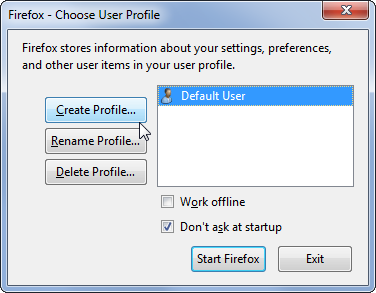 Firefox - Choose User Profile
Firefox stores information about your settings, preferences,
and other user items in your user profile.
Create Profile...
Default User
Rename Profile...
Delete Profile...
Work offline
Don't ask at startup
Start Firefox
Exit